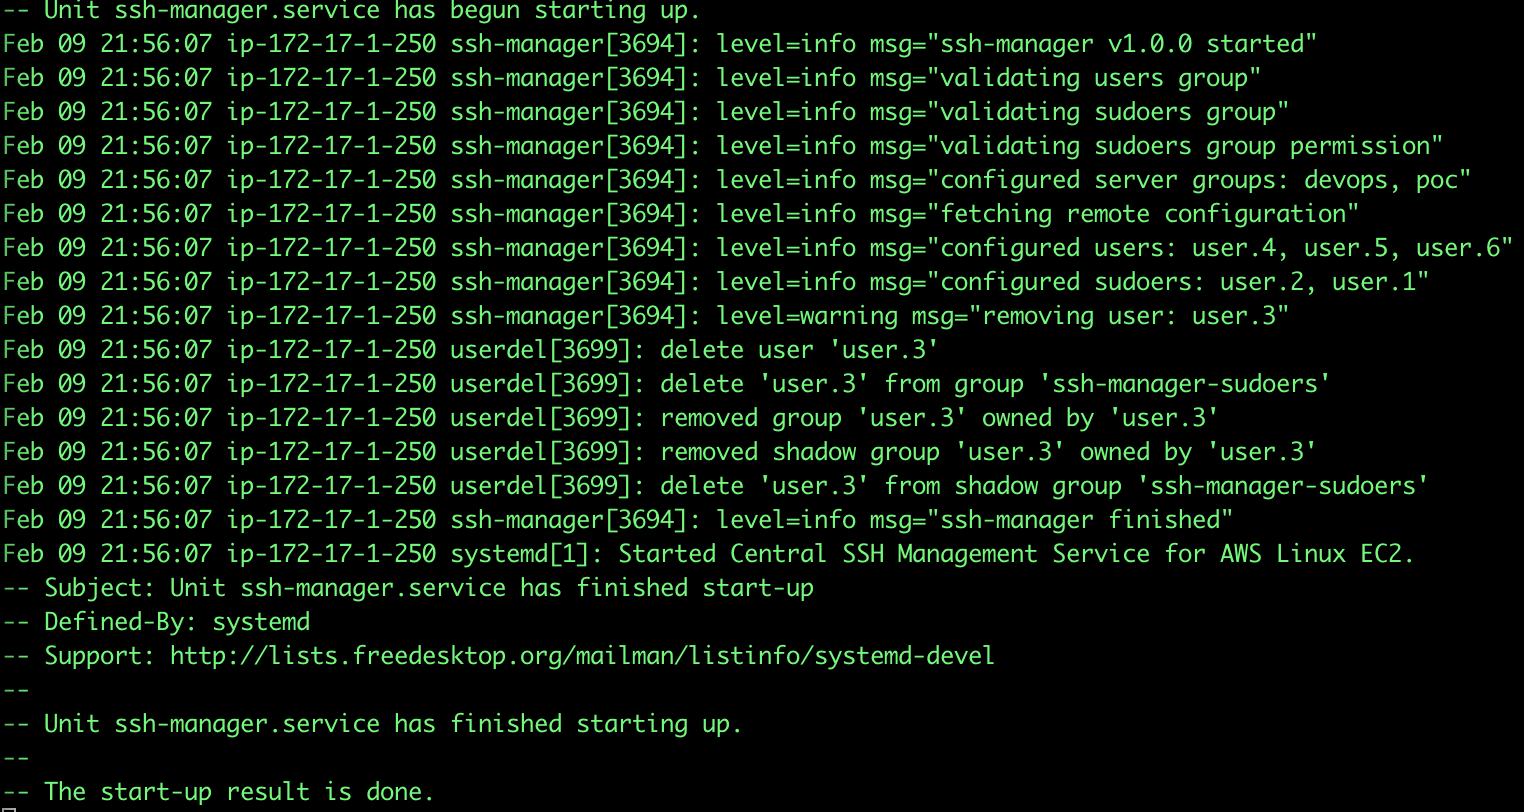 -- Unit ssh-manager.service has begun starting up.
Feb 09 21:56:07 ip-172-17-1-250 ssh-manager[3694]: level=info msg="ssh-manager v1.0.0 started"
Feb 09 21:56:07 ip-172-17-1-250 ssh-manager[3694]: level=info msg="validating users group"
Feb 09 21:56:07 ip-172-17-1-250 ssh-manager[3694]: level=info msg="validating sudoers group"
Feb 09 21:56:07 ip-172-17-1-250 ssh-manager[3694]: level=info msg="validating sudoers group permission"
Feb 09 21:56:07 ip-172-17-1-250 ssh-manager[3694]: level=info msg="configured server groups: devops, poc"
Feb 09 21:56:07 ip-172-17-1-250 ssh-manager[3694]: level=info msg="fetching remote configuration"
Feb 09 21:56:07 ip-172-17-1-250 ssh-manager[3694]: level=info msg="configured users: user.4, user.5, user.6"
Feb 09 21:56:07 ip-172-17-1-250 ssh-manager[3694]: level=info msg="configured sudoers: user.2, user.1"
Feb 09 21:56:07 ip-172-17-1-250 ssh-manager[3694]: level=warning msg="removing user: user.3"
Feb 09 21:56:07 ip-172-17-1-250 userdel[3699]: delete user 'user.3'
Feb 09 21:56:07 ip-172-17-1-250 userdel[3699]: delete 'user.3' from group 'ssh-manager-sudoers'
Feb 09 21:56:07 ip-172-17-1-250 userdel[3699]: removed group 'user.3' owned by 'user.3'
Feb 09 21:56:07 ip-172-17-1-250 userdel[3699]: removed shadow group 'user.3' owned by 'user.3'
Feb 09 21:56:07 ip-172-17-1-250 userdel[3699]: delete 'user.3' from shadow group 'ssh-manager-sudoers'
Feb 09 21:56:07 ip-172-17-1-250 ssh-manager[3694]: level=info msg="ssh-manager finished"
Feb 09 21:56:07 ip-172-17-1-250 systemd[1]: Started Central SSH Management Service for AWS Linux EC2.
-- Subject: Unit ssh-manager.service has finished start-up
-- Defined-By: systemd
-- Support: http://lists.freedesktop.org/mailman/listinfo/systemd-devel
--
-- Unit ssh-manager.service has finished starting up.
--
-- The start-up result is done.